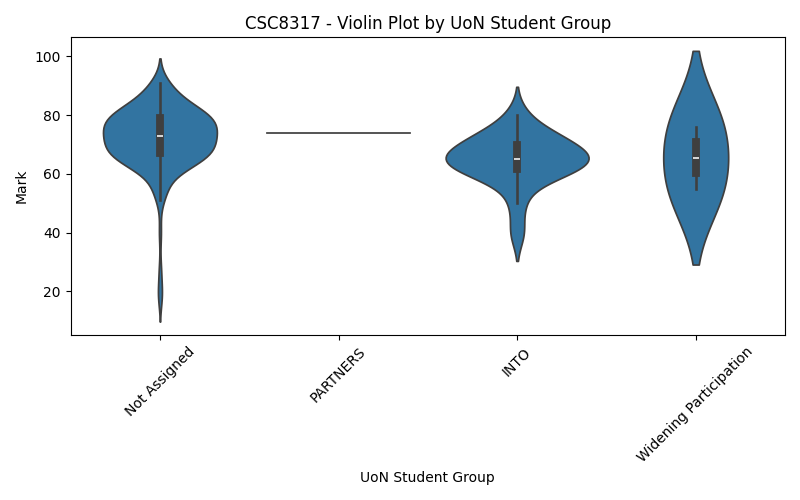 CSC8317 - Violin Plot by UoN Student Group
100
80
60
40
20
Mark
Not Assigned
PARTNERS
INTO
Widening Participation
UoN Student Group